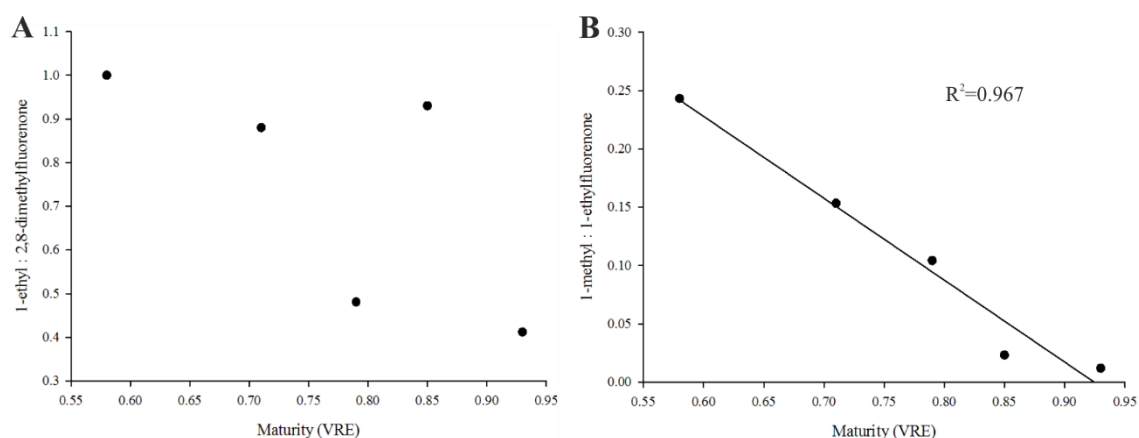 A
1.1
1.0
0.9
0.8
0.7
0.6
0.5
0.4
0.3
0.55 0.60 0.65 0.70 0.75 0.80 0.85 0.90 0.95
1-ethyl : 2,8-dimethylfluorenone
Maturity (VRE)
B
0.30
0.25
0.20
0.15
0.10
0.05
0.00
0.55 0.60 0.65 0.70 0.75 0.80 0.85 0.90 0.95
1-methyl : 1-ethylfluorenone
Maturity (VRE)
R²=0.967